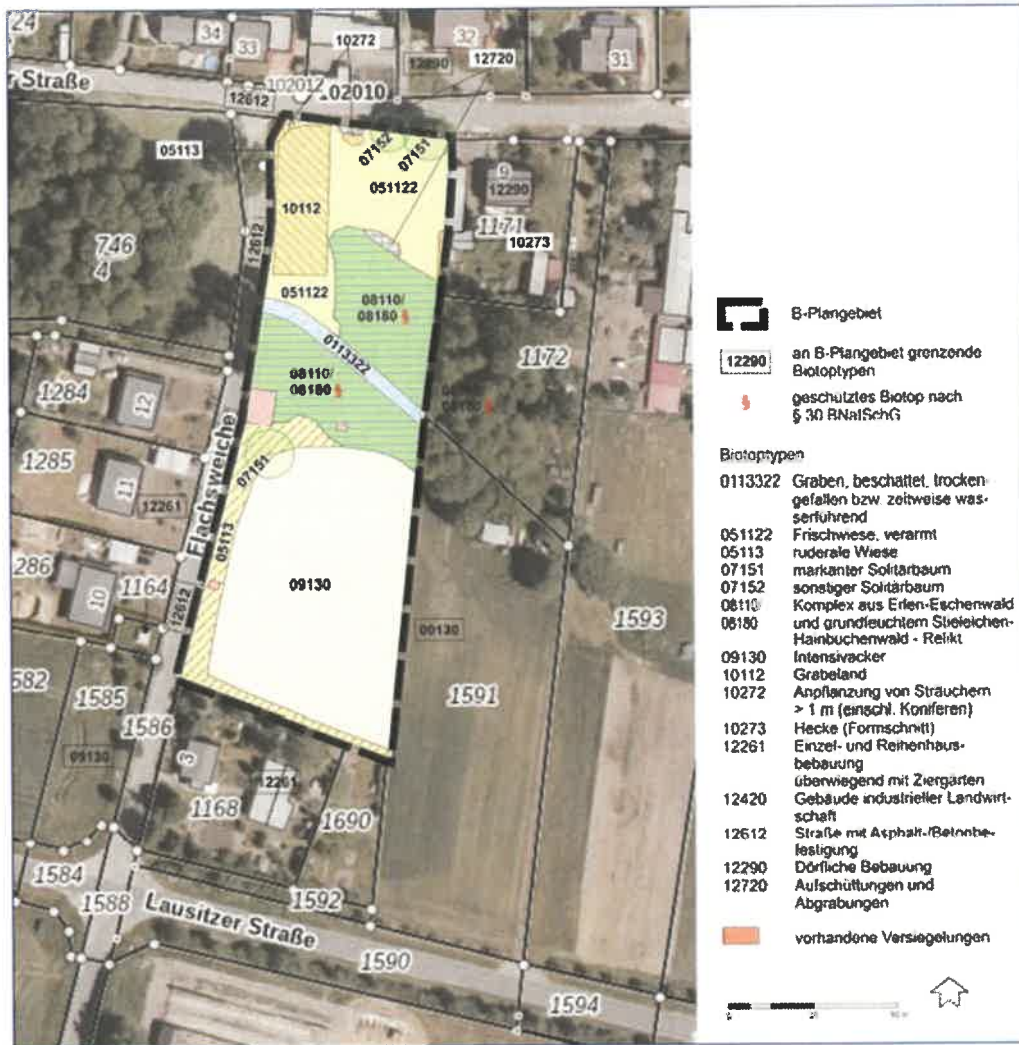 24
34
33
10272
32
12890
12720
31
r Straße
12612
102012
102010
05113
07152
07151
051122
9
12290
1171
10273
10112
746
4
12612
051122
08110/
08180 §
0113322
1172
08110/
08180 §
1284
12
1285
11
Flachsweiche
12261
07151
05113
286
10
1164
12612
09130
1593
582
1585
1586
09130
1591
3
1168
12261
1690
1584
1588
1592
Lausitzer Straße
1590
1594
B-Plangebiet
12290
an B-Plangebiet grenzende
Biotoptypen
§
geschütztes Biotop nach
§ 30 BNatSchG
Biotoptypen
0113322 Graben, beschattet, trocken-
gefallen bzw. zeitweise was-
serführend
051122 Frischwiese, verarmt
05113 ruderale Wiese
07151 markanter Solitärbaum
07152 sonstiger Solitärbaum
08110/ Komplex aus Erlen-Eschenwald
08180 und grundfeuchtem Stieleichen-
Hainbuchenwald - Relikt
09130 Intensivacker
10112 Grabeland
10272 Anpflanzung von Sträuchern
> 1 m (einschl. Koniferen)
10273 Hecke (Formschnitt)
12261 Einzel- und Reihenhaus-
bebauung
überwiegend mit Ziergärten
12420 Gebäude industrieller Landwirt-
schaft
12612 Straße mit Asphalt-/Betonbe-
festigung
12290 Dörfliche Bebauung
12720 Aufschüttungen und
Abgrabungen
vorhandene Versiegelungen